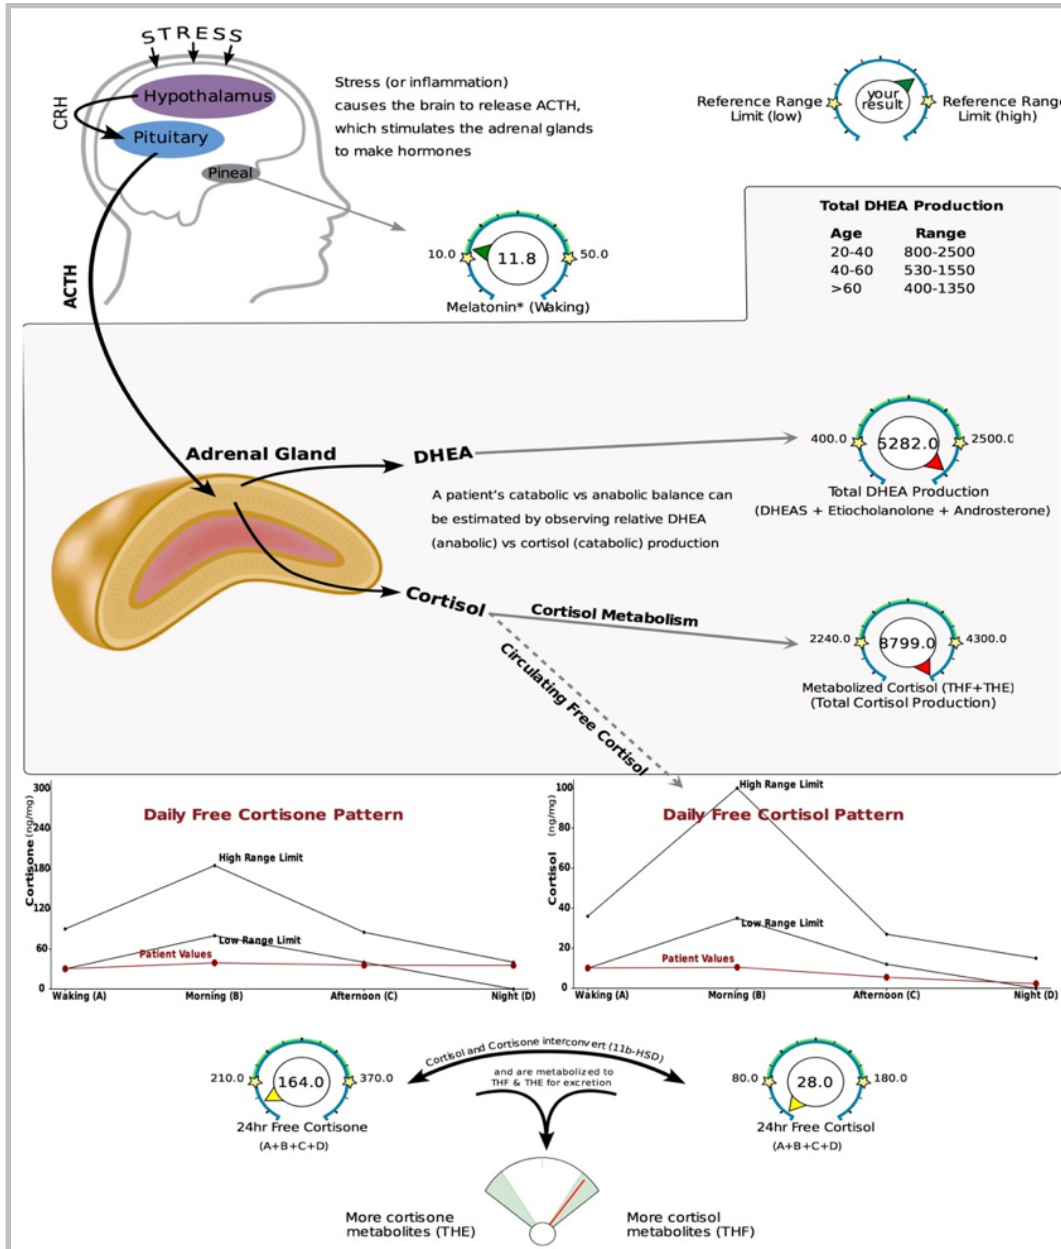 STRESS
Hypothalamus
CRH
Pituitary
Pineal
ACTH
Stress (or inflammation)
causes the brain to release ACTH,
which stimulates the adrenal glands
to make hormones
your
result
Reference Range
Limit (low)
Reference Range
Limit (high)
10.0
11.8
50.0
Melatonin* (Waking)
Total DHEA Production
Age Range
20-40 800-2500
40-60 530-1550
>60 400-1350
Adrenal Gland
DHEA
400.0
5282.0
2500.0
Total DHEA Production
(DHEAS + Etiocholanolone + Androsterone)
A patient's catabolic vs anabolic balance can
be estimated by observing relative DHEA
(anabolic) vs cortisol (catabolic) production
Cortisol
Cortisol Metabolism
2240.0
8799.0
4300.0
Metabolized Cortisol (THF+THE)
(Total Cortisol Production)
Circulating Free Cortisol
Daily Free Cortisone Pattern
Cortisone (ng/mg)
300
240
180
120
60
0
High Range Limit
Low Range Limit
Patient Values
Waking (A) Morning (B) Afternoon (C) Night (D)
Daily Free Cortisol Pattern
Cortisol (ng/mg)
100
80
60
40
20
0
High Range Limit
Low Range Limit
Patient Values
Waking (A) Morning (B) Afternoon (C) Night (D)
210.0
164.0
370.0
24hr Free Cortisone
(A+B+C+D)
Cortisol and Cortisone interconvert (11b-HSD)
and are metabolized to
THF & THE for excretion
80.0
28.0
180.0
24hr Free Cortisol
(A+B+C+D)
More cortisone
metabolites (THE)
More cortisol
metabolites (THF)